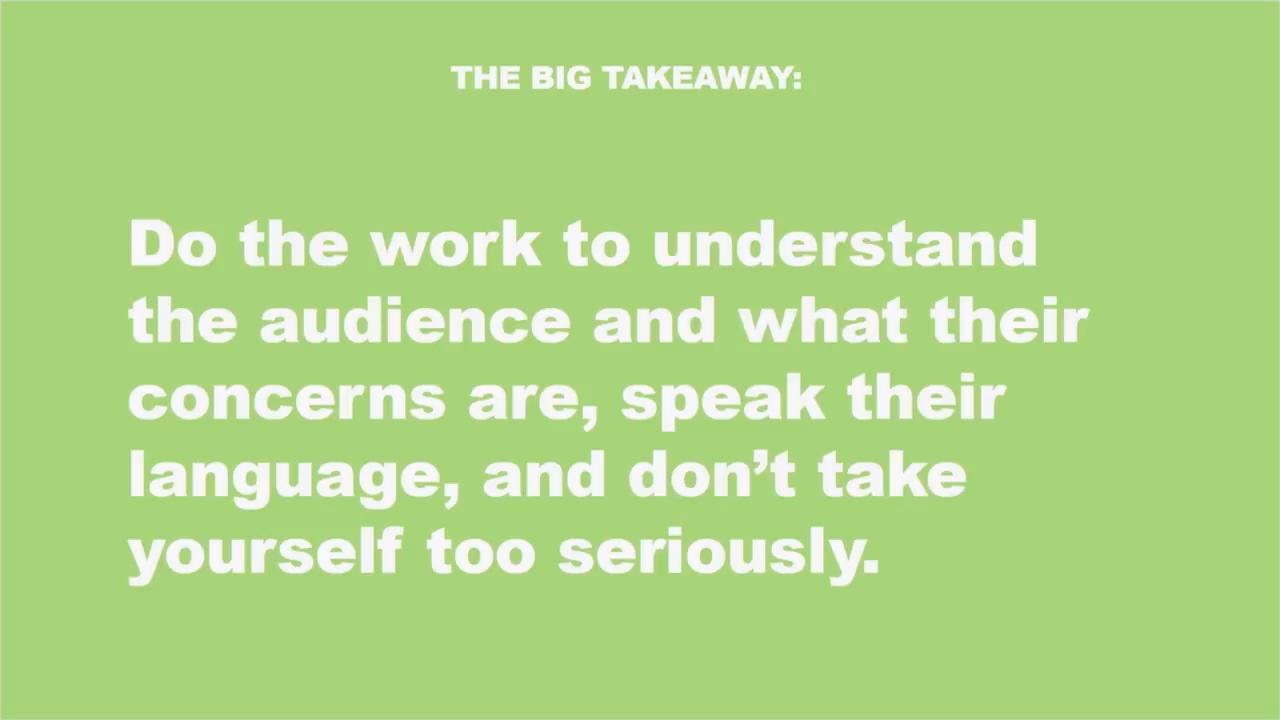 THE BIG TAKEAWAY:
Do the work to understand
the audience and what their
concerns are, speak their
language, and don’t take
yourself too seriously.